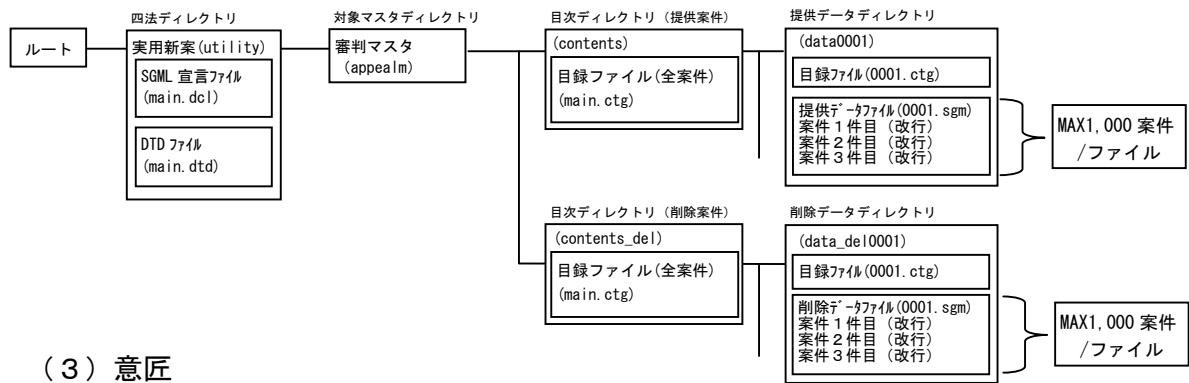 四法ディレクトリ
対象マスタディレクトリ
目次ディレクトリ（提供案件）
提供データディレクトリ
ルート
実用新案(utility)
SGML 宣言ファイル
(main.dcl)
DTD ファイル
(main.dtd)
審判マスタ
(appealm)
(contents)
目録ファイル(全案件)
(main.ctg)
(data0001)
目録ファイル(0001.ctg)
提供データファイル(0001.sgm)
案件１件目（改行）
案件２件目（改行）
案件３件目（改行）
MAX1,000 案件
/ファイル
目次ディレクトリ（削除案件）
削除データディレクトリ
(contents_del)
目録ファイル(全案件)
(main.ctg)
(data_del0001)
目録ファイル(0001.ctg)
削除データファイル(0001.sgm)
案件１件目（改行）
案件２件目（改行）
案件３件目（改行）
MAX1,000 案件
/ファイル
（３）意匠